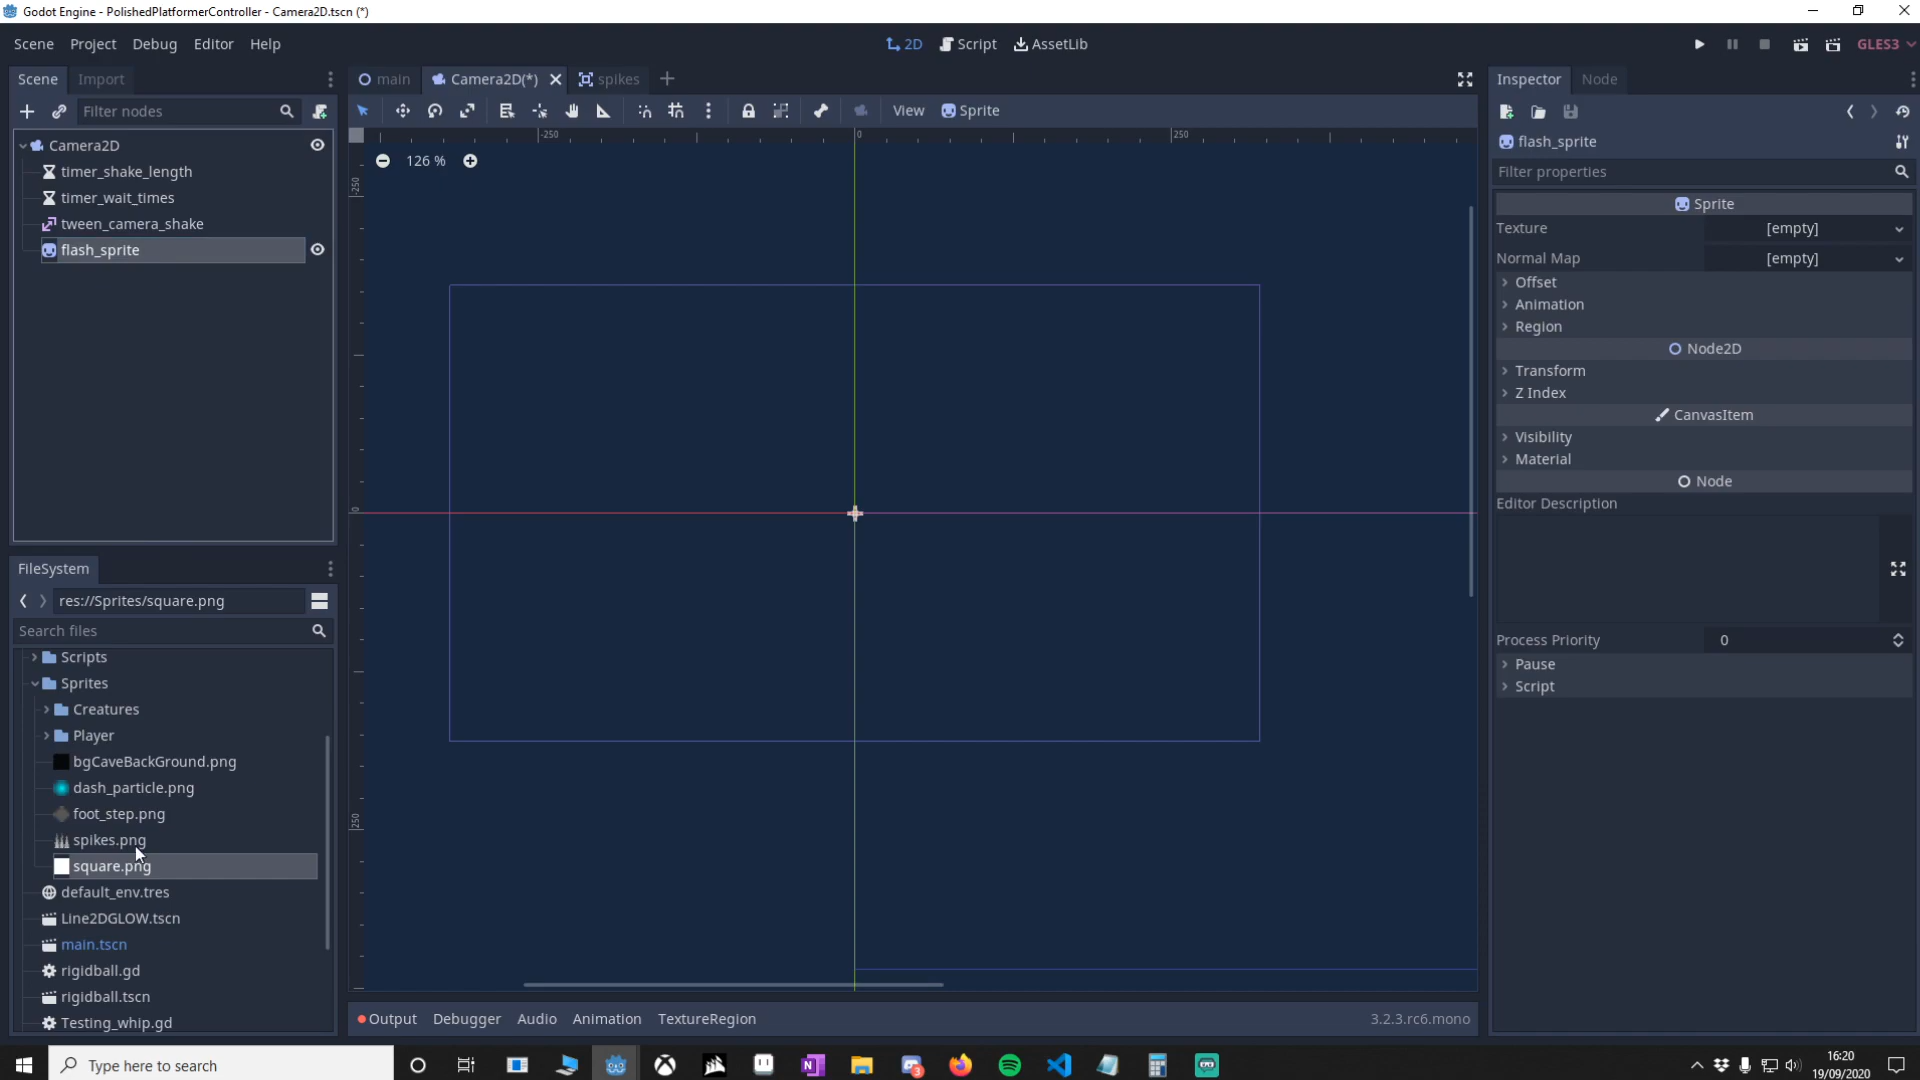 Godot Engine - PolishedPlatformerController - Camera2D.tscn (*)
Scene Project Debug Editor Help
2D Script AssetLib
GLES3
Scene Import
main Camera2D(*) spikes
Inspector Node
Filter nodes
View Sprite
-250 0 250
126 %
Camera2D
timer_shake_length
timer_wait_times
tween_camera_shake
flash_sprite
-250
0
250
flash_sprite
Filter properties
Sprite
Texture [empty]
Normal Map [empty]
Offset
Animation
Region
Node2D
Transform
Z Index
CanvasItem
Visibility
Material
Node
Editor Description
Process Priority 0
Pause
Script
FileSystem
res://Sprites/square.png
Search files
Scripts
Sprites
Creatures
Player
bgCaveBackGround.png
dash_particle.png
foot_step.png
spikes.png
square.png
default_env.tres
Line2DGLOW.tscn
main.tscn
rigidball.gd
rigidball.tscn
Testing_whip.gd
Output Debugger Audio Animation TextureRegion
3.2.3.rc6.mono
Type here to search
3
16:20
19/09/2020